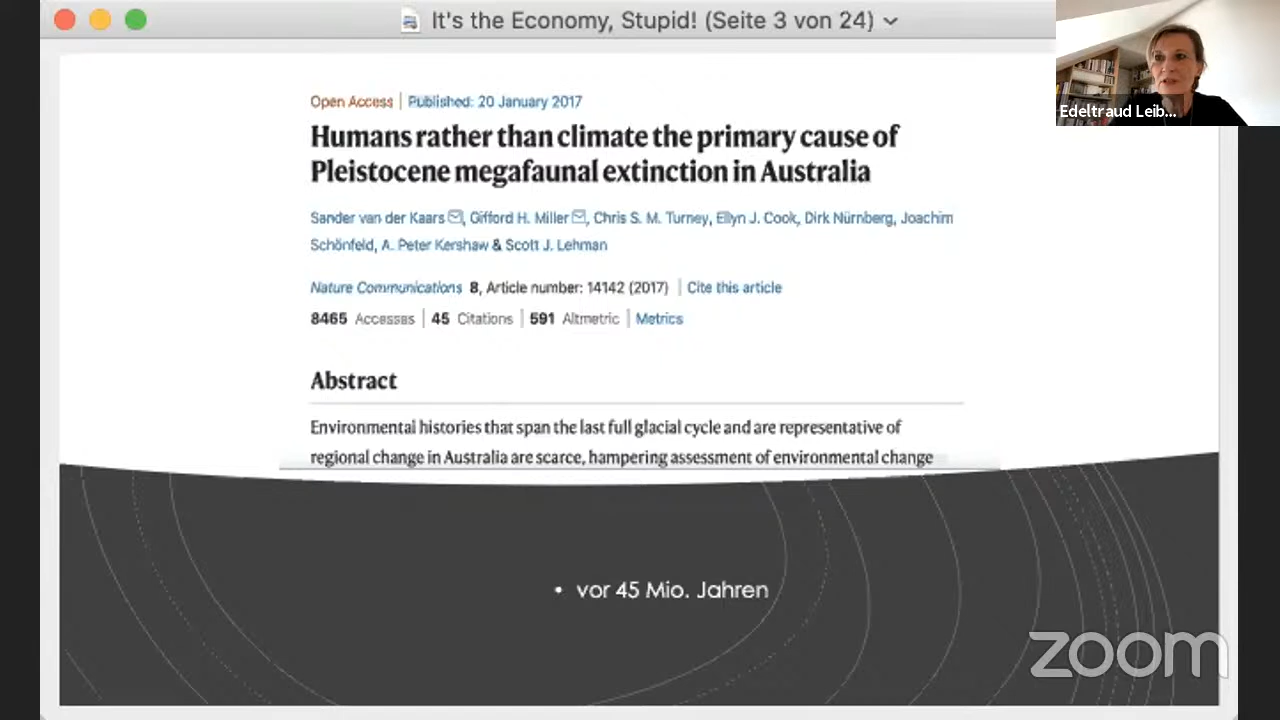 It's the Economy, Stupid! (Seite 3 von 24)
Edeltraud Leib...
Open Access | Published: 20 January 2017
Humans rather than climate the primary cause of
Pleistocene megafaunal extinction in Australia
Sander van der Kaars, Gifford H. Miller, Chris S. M. Turney, Ellyn J. Cook, Dirk Nürnberg, Joachim
Schönfeld, A. Peter Kershaw & Scott J. Lehman
Nature Communications 8, Article number: 14142 (2017) | Cite this article
8465 Accesses | 45 Citations | 591 Altmetric | Metrics
Abstract
Environmental histories that span the last full glacial cycle and are representative of
regional change in Australia are scarce, hampering assessment of environmental change
• vor 45 Mio. Jahren
zoom